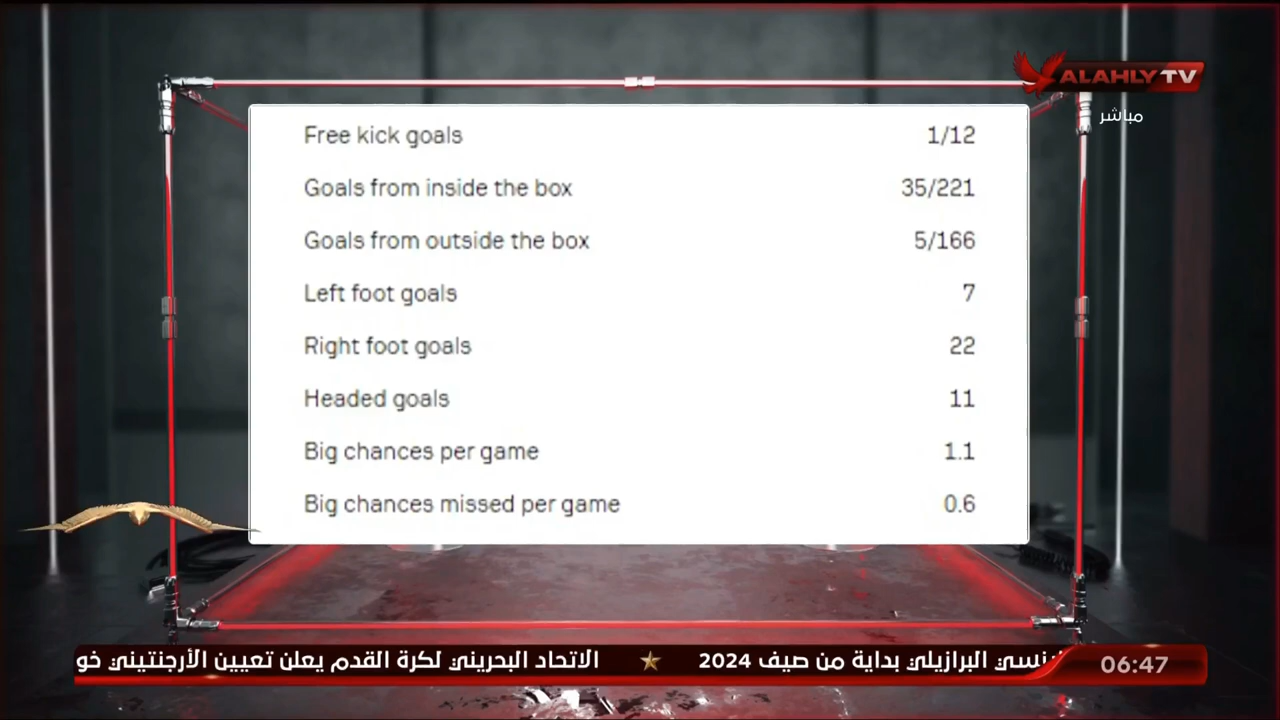 ALAHLY TV
مباشر
Free kick goals 1/12
Goals from inside the box 35/221
Goals from outside the box 5/166
Left foot goals 7
Right foot goals 22
Headed goals 11
Big chances per game 1.1
Big chances missed per game 0.6
البرازيلي بداية من صيف 2024 ★ الاتحاد البحريني لكرة القدم يعلن تعيين الأرجنتيني
06:47